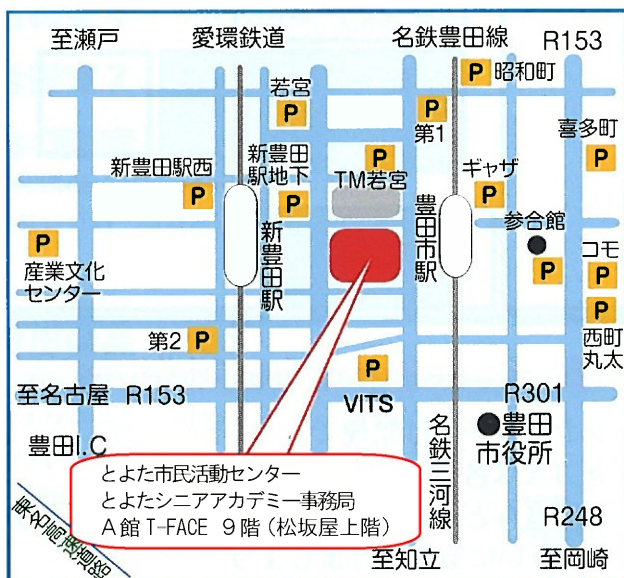 至瀬戸
愛環鉄道
名鉄豊田線
R153
P 昭和町
若宮
P
P
第1
喜多町
P
新豊田駅西
P
新豊田
駅地下
P
P
TM若宮
ギャザ
P
豊田市駅
参合館
P
P
産業文化
センター
新豊田駅
コモ
P
P
西町
丸太
第2 P
P
VITS
至名古屋 R153
R301
豊田I.C
名鉄三河線
豊田
市役所
とよた市民活動センター
とよたシニアアカデミー事務局
A館 T-FACE 9階 (松坂屋上階)
東名高速道路
R248
至知立
至岡崎